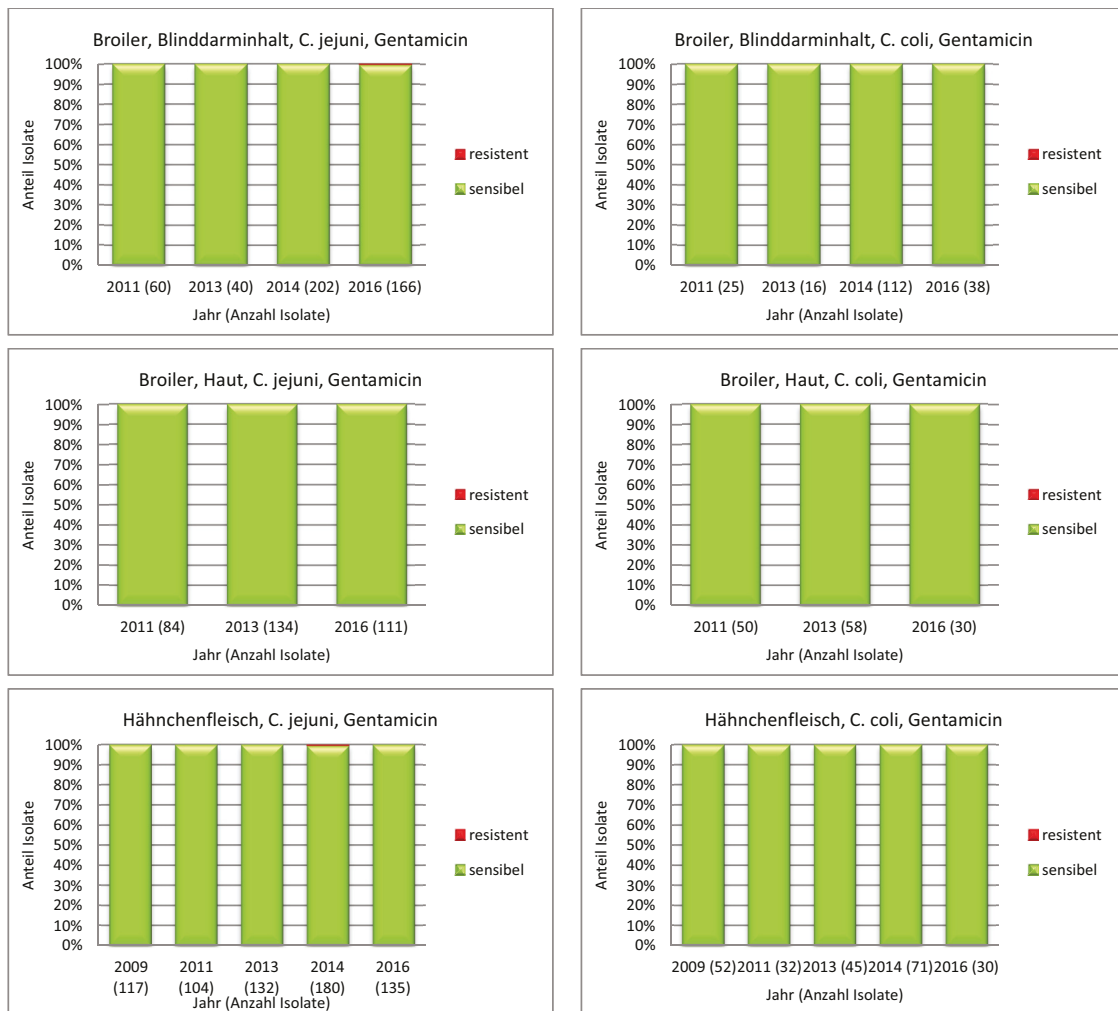 Broiler, Blinddarminhalt, C. jejuni, Gentamicin
Anteil Isolate
100%
90%
80%
70%
60%
50%
40%
30%
20%
10%
0%
2011 (60) 2013 (40) 2014 (202) 2016 (166)
Jahr (Anzahl Isolate)
resistent
sensibel
Broiler, Blinddarminhalt, C. coli, Gentamicin
Anteil Isolate
100%
90%
80%
70%
60%
50%
40%
30%
20%
10%
0%
2011 (25) 2013 (16) 2014 (112) 2016 (38)
Jahr (Anzahl Isolate)
resistent
sensibel
Broiler, Haut, C. jejuni, Gentamicin
Anteil Isolate
100%
90%
80%
70%
60%
50%
40%
30%
20%
10%
0%
2011 (84) 2013 (134) 2016 (111)
Jahr (Anzahl Isolate)
resistent
sensibel
Broiler, Haut, C. coli, Gentamicin
Anteil Isolate
100%
90%
80%
70%
60%
50%
40%
30%
20%
10%
0%
2011 (50) 2013 (58) 2016 (30)
Jahr (Anzahl Isolate)
resistent
sensibel
Hähnchenfleisch, C. jejuni, Gentamicin
Anteil Isolate
100%
90%
80%
70%
60%
50%
40%
30%
20%
10%
0%
2009 2011 2013 2014 2016
(117) (104) (132) (180) (135)
Jahr (Anzahl Isolate)
resistent
sensibel
Hähnchenfleisch, C. coli, Gentamicin
Anteil Isolate
100%
90%
80%
70%
60%
50%
40%
30%
20%
10%
0%
2009 (52) 2011 (32) 2013 (45) 2014 (71) 2016 (30)
Jahr (Anzahl Isolate)
resistent
sensibel